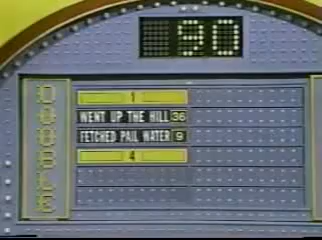 90
DOUBLE
1
WENT UP THE HILL 36
FETCHED PAIL WATER 9
4